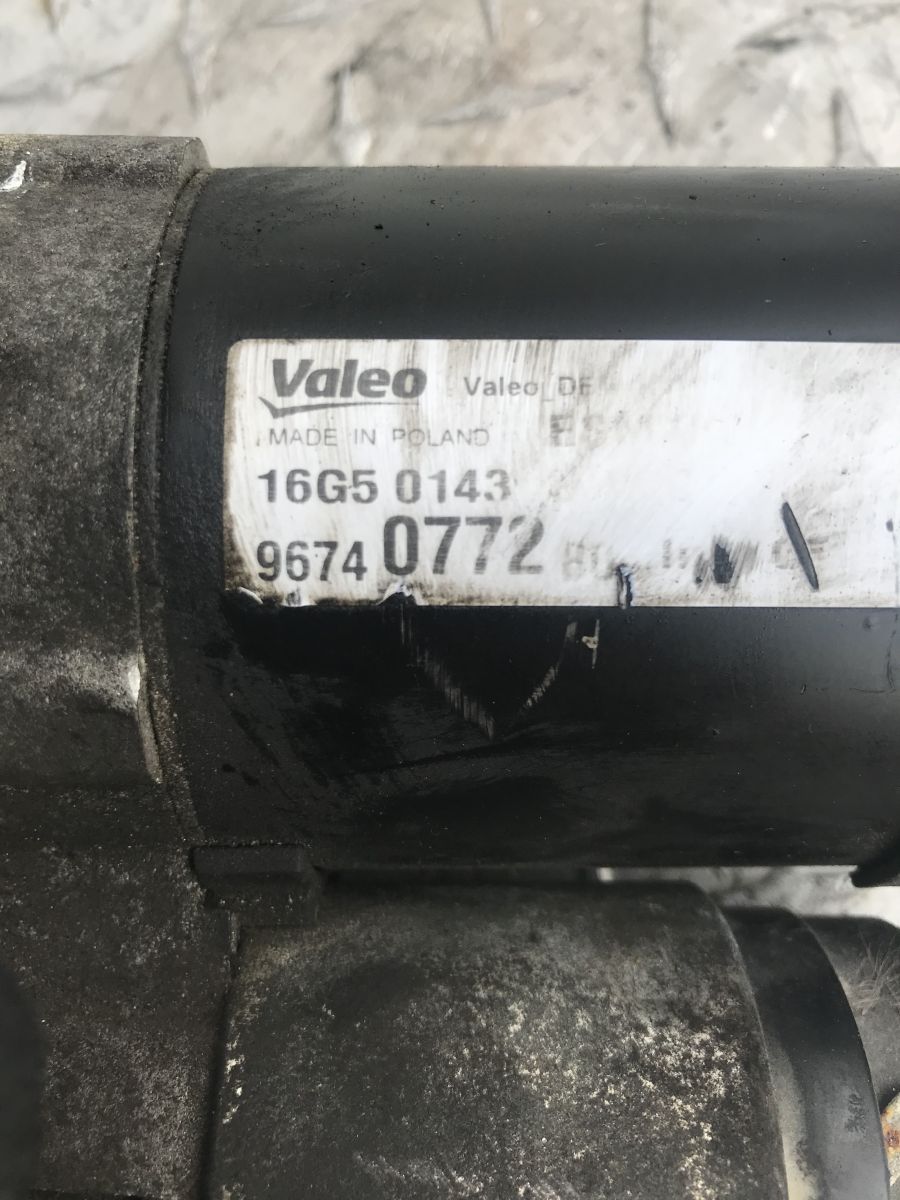 Valeo Valeo_DE
MADE IN POLAND
16G5 0143
9674 0772